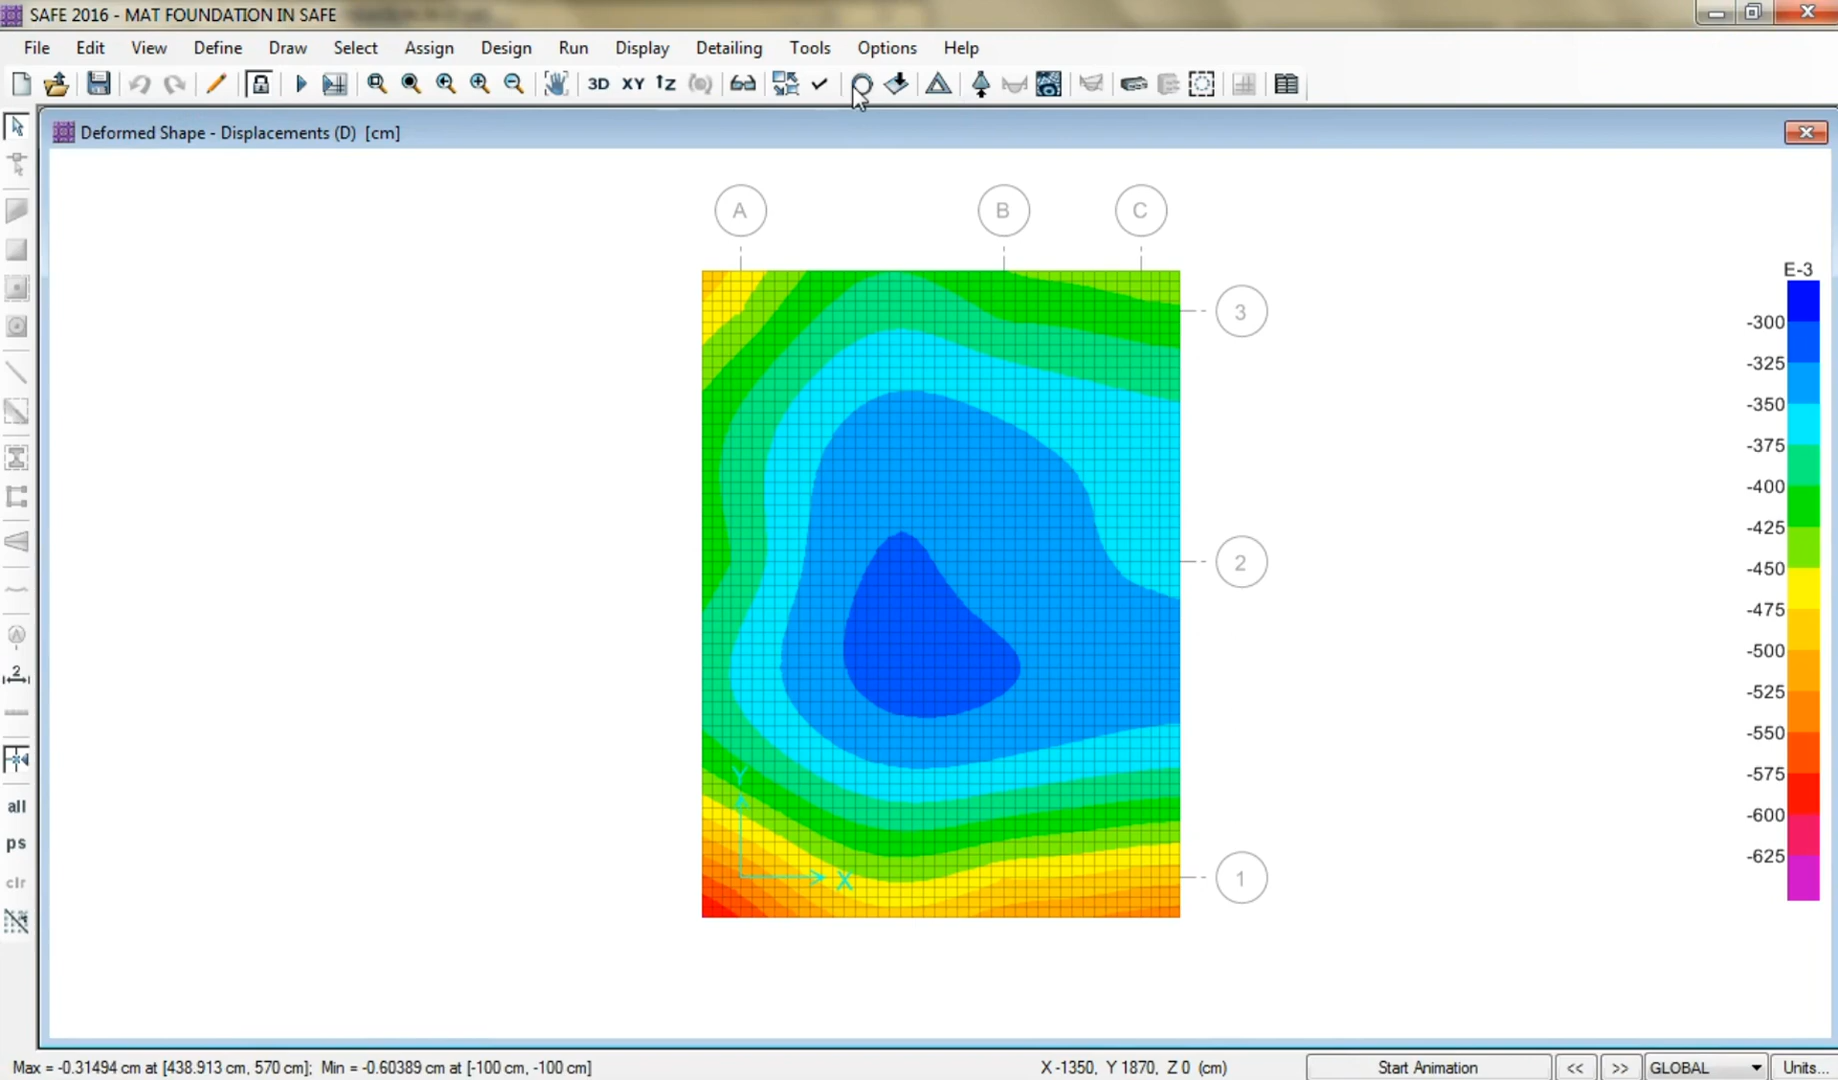 SAFE 2016 - MAT FOUNDATION IN SAFE
File Edit View Define Draw Select Assign Design Run Display Detailing Tools Options Help
3D XY
Deformed Shape - Displacements (D) [cm]
A B C
E-3
3
-300
-325
-350
-375
-400
-425
2
-450
-475
-500
-525
-550
-575
-600
-625
2
all
ps
clr
Y
X
1
Max = -0.31494 cm at [438.913 cm, 570 cm]; Min = -0.60389 cm at [-100 cm, -100 cm]
X -1350, Y 1870, Z 0 (cm)
Start Animation << >> GLOBAL Units...